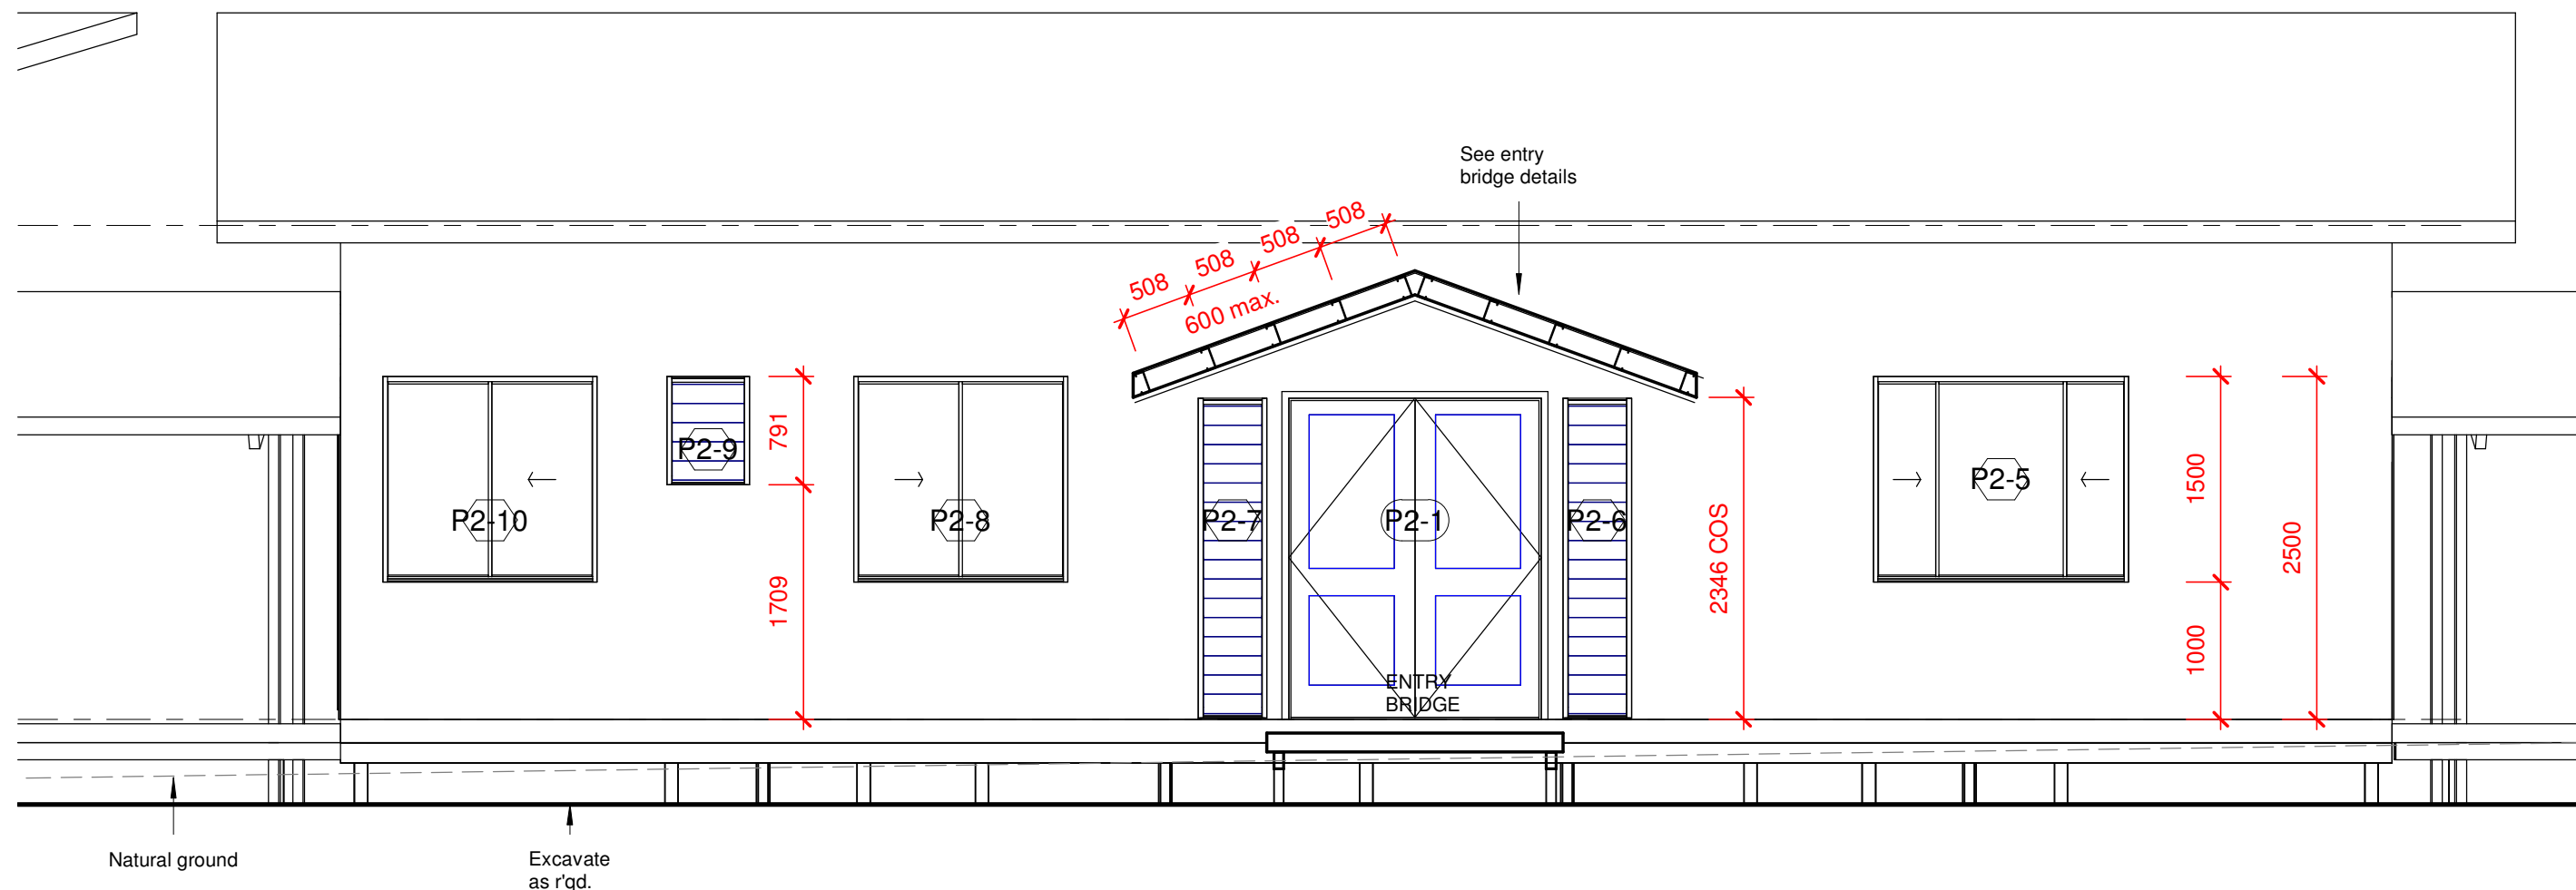 See entry
bridge details
508
508
508
508
600 max.
P2-10
P2-9
791
1709
P2-8
P2-7
P2-1
P2-6
ENTRY
BRIDGE
2346 COS
P2-5
1500
1000
2500
Natural ground
Excavate
as r'qd.